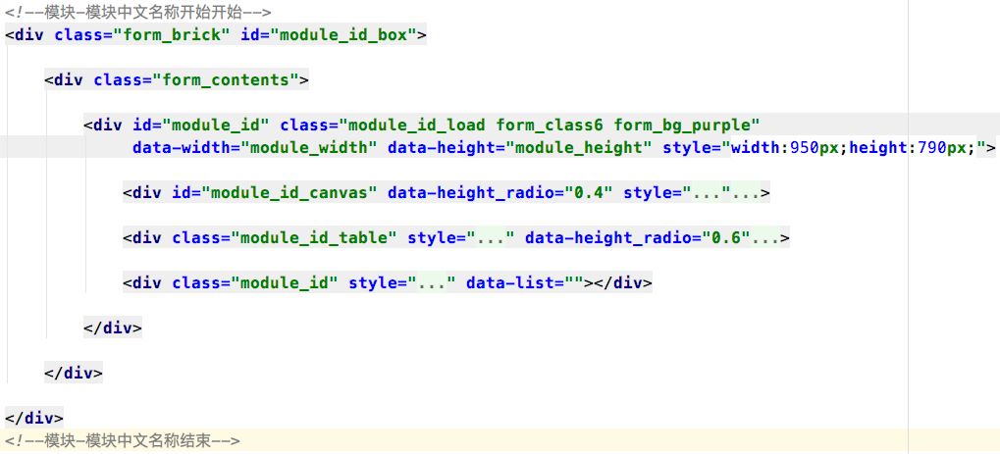 <!--模块-模块中文名称开始开始-->
<div class="form_brick" id="module_id_box">
<div class="form_contents">
<div id="module_id" class="module_id_load form_class6 form_bg_purple"
data-width="module_width" data-height="module_height" style="width:950px;height:790px;">
<div id="module_id_canvas" data-height_radio="0.4" style="..."...>
<div class="module_id_table" style="..." data-height_radio="0.6"...>
<div class="module_id" style="..." data-list=""></div>
</div>
</div>
</div>
<!--模块-模块中文名称结束-->